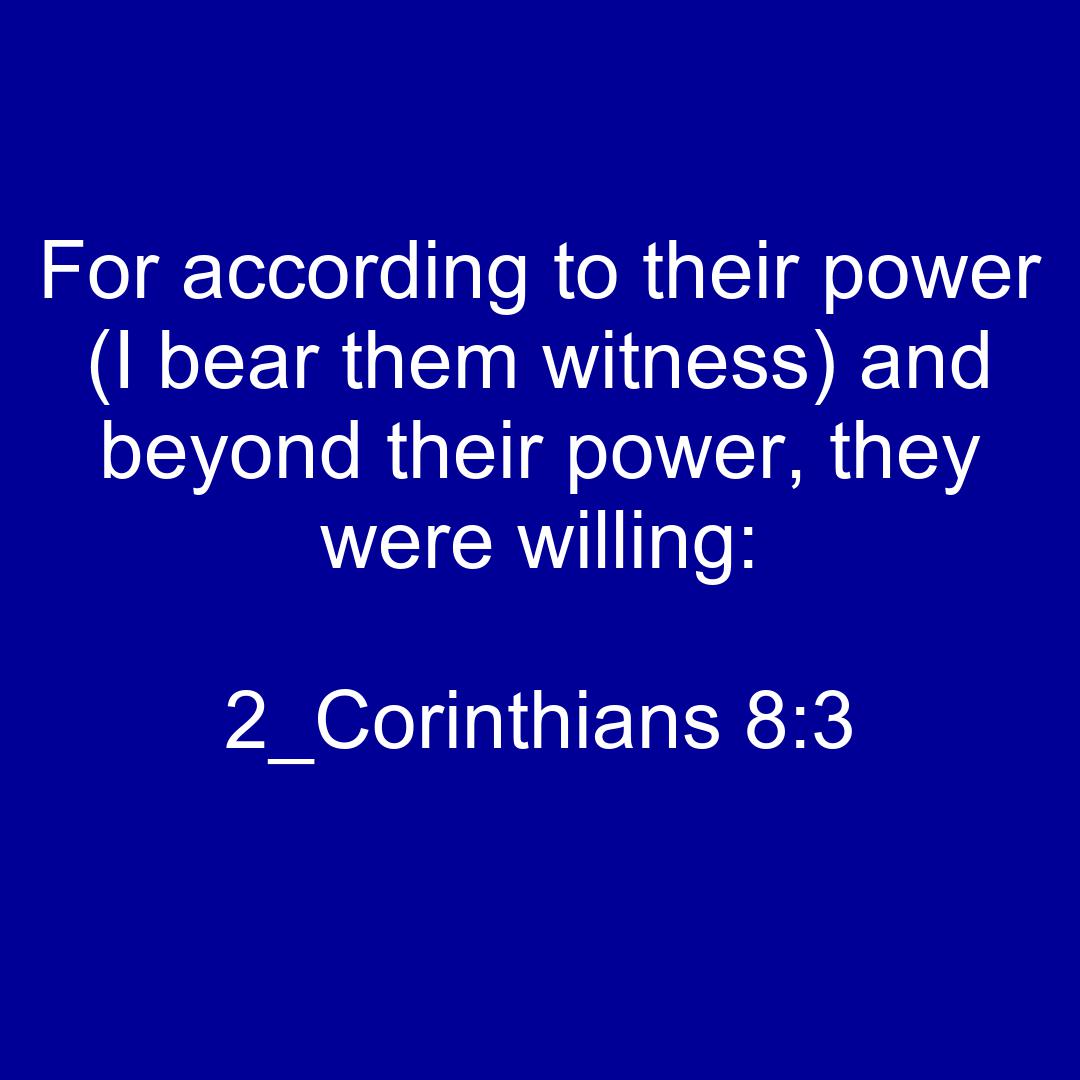 For according to their power
(I bear them witness) and
beyond their power, they
were willing:
2_Corinthians 8:3